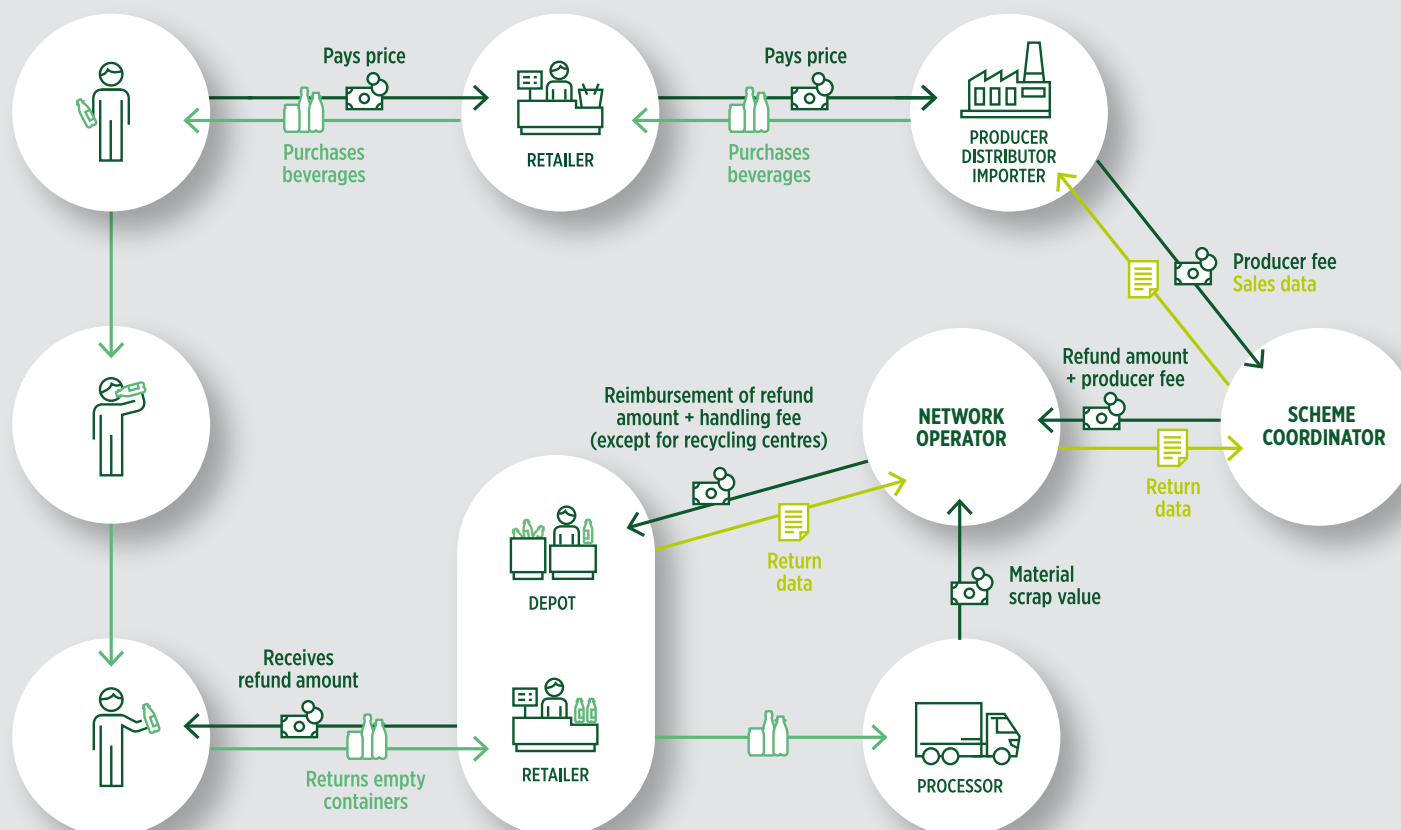 Pays price
Purchases
beverages
RETAILER
Pays price
Purchases
beverages
PRODUCER
DISTRIBUTOR
IMPORTER
Producer fee
Sales data
Refund amount
+ producer fee
Reimbursement of refund
amount + handling fee
(except for recycling centres)
NETWORK
OPERATOR
SCHEME
COORDINATOR
Return
data
Return
data
DEPOT
Material
scrap value
Receives
refund amount
Returns empty
containers
RETAILER
PROCESSOR